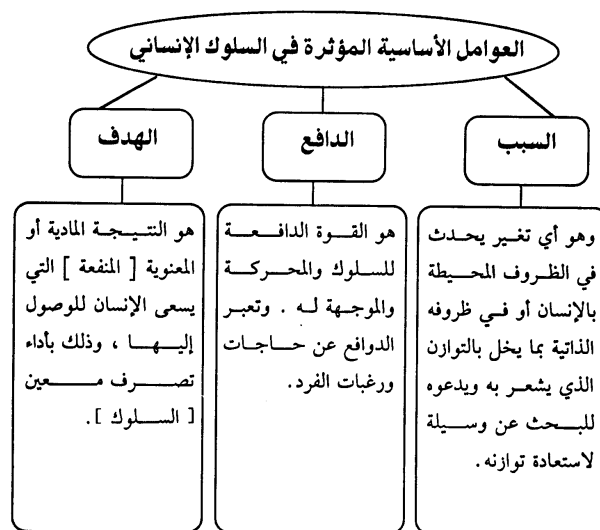 العوامل الأساسية المؤثرة في السلوك الإنساني
السبب
وهو أي تغير يحدث
في الظروف المحيطة
بالإنسان أو في ظروفه
الذاتية بما يخل بالتوازن
الذي يشعر به ويدعوه
للبحث عن وسيلة
لاستعادة توازنه.
الدافع
هو القوة الدافعة
للسلوك والمحركة
والموجهة له . وتعبر
الدوافع عن حاجات
ورغبات الفرد.
الهدف
هو النتيجة المادية أو
المعنوية [ المنفعة ] التي
يسعى الإنسان للوصول
إليها ، وذلك بأداء
تصرف معين
[ السلوك ].